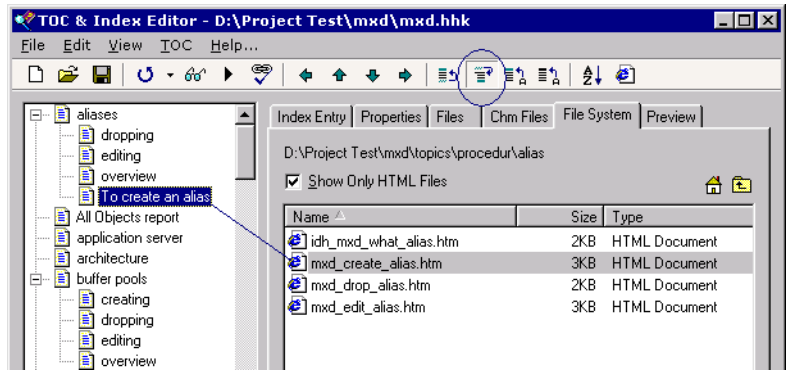 TOC & Index Editor - D:\Project Test\mxd\mxd.hhk
File Edit View TOC Help...
aliases
dropping
editing
overview
To create an alias
All Objects report
application server
architecture
buffer pools
creating
dropping
editing
overview
Index Entry Properties Files Chm Files File System Preview
D:\Project Test\mxd\topics\procedur\alias
Show Only HTML Files
Name Size Type
idh_mxd_what_alias.htm 2KB HTML Document
mxd_create_alias.htm 3KB HTML Document
mxd_drop_alias.htm 2KB HTML Document
mxd_edit_alias.htm 3KB HTML Document